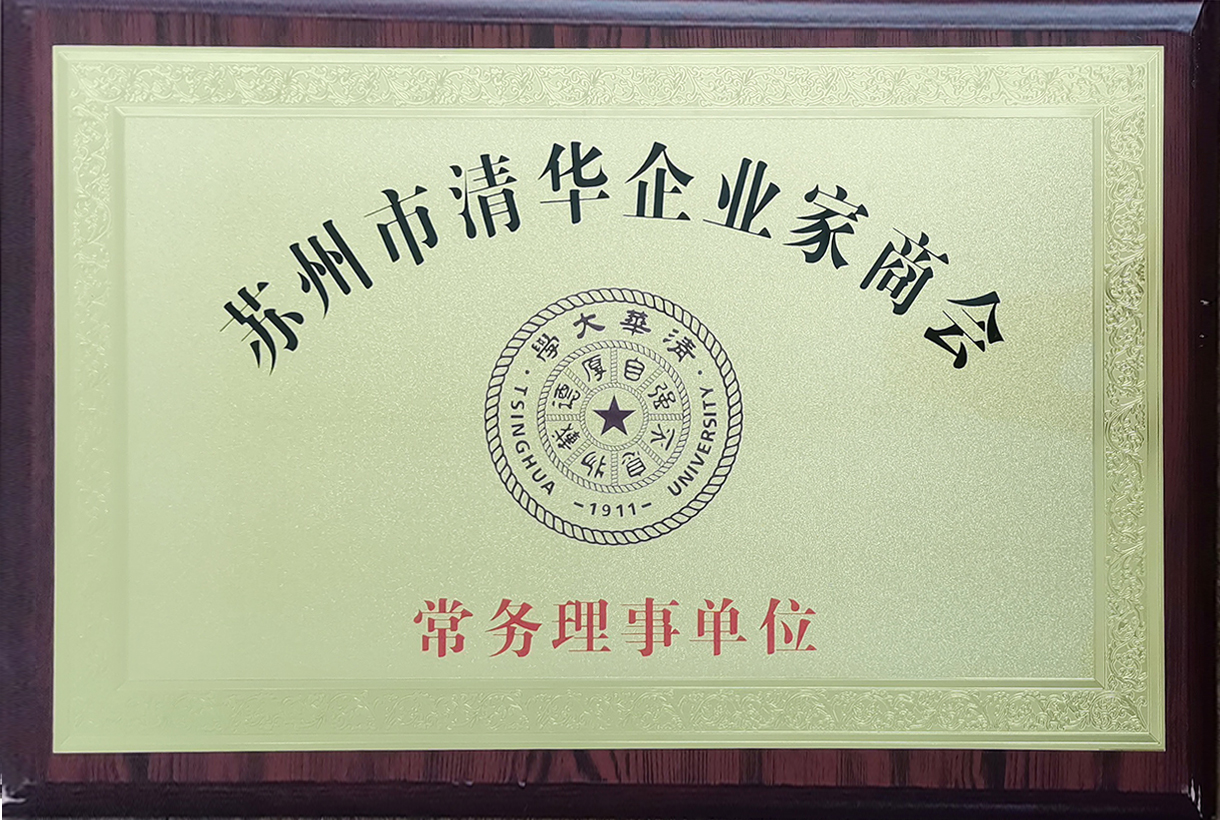 苏州市清华企业家商会
清華大學
自强不息
厚德载物
·TSINGHUA UNIVERSITY·
-1911-
常务理事单位